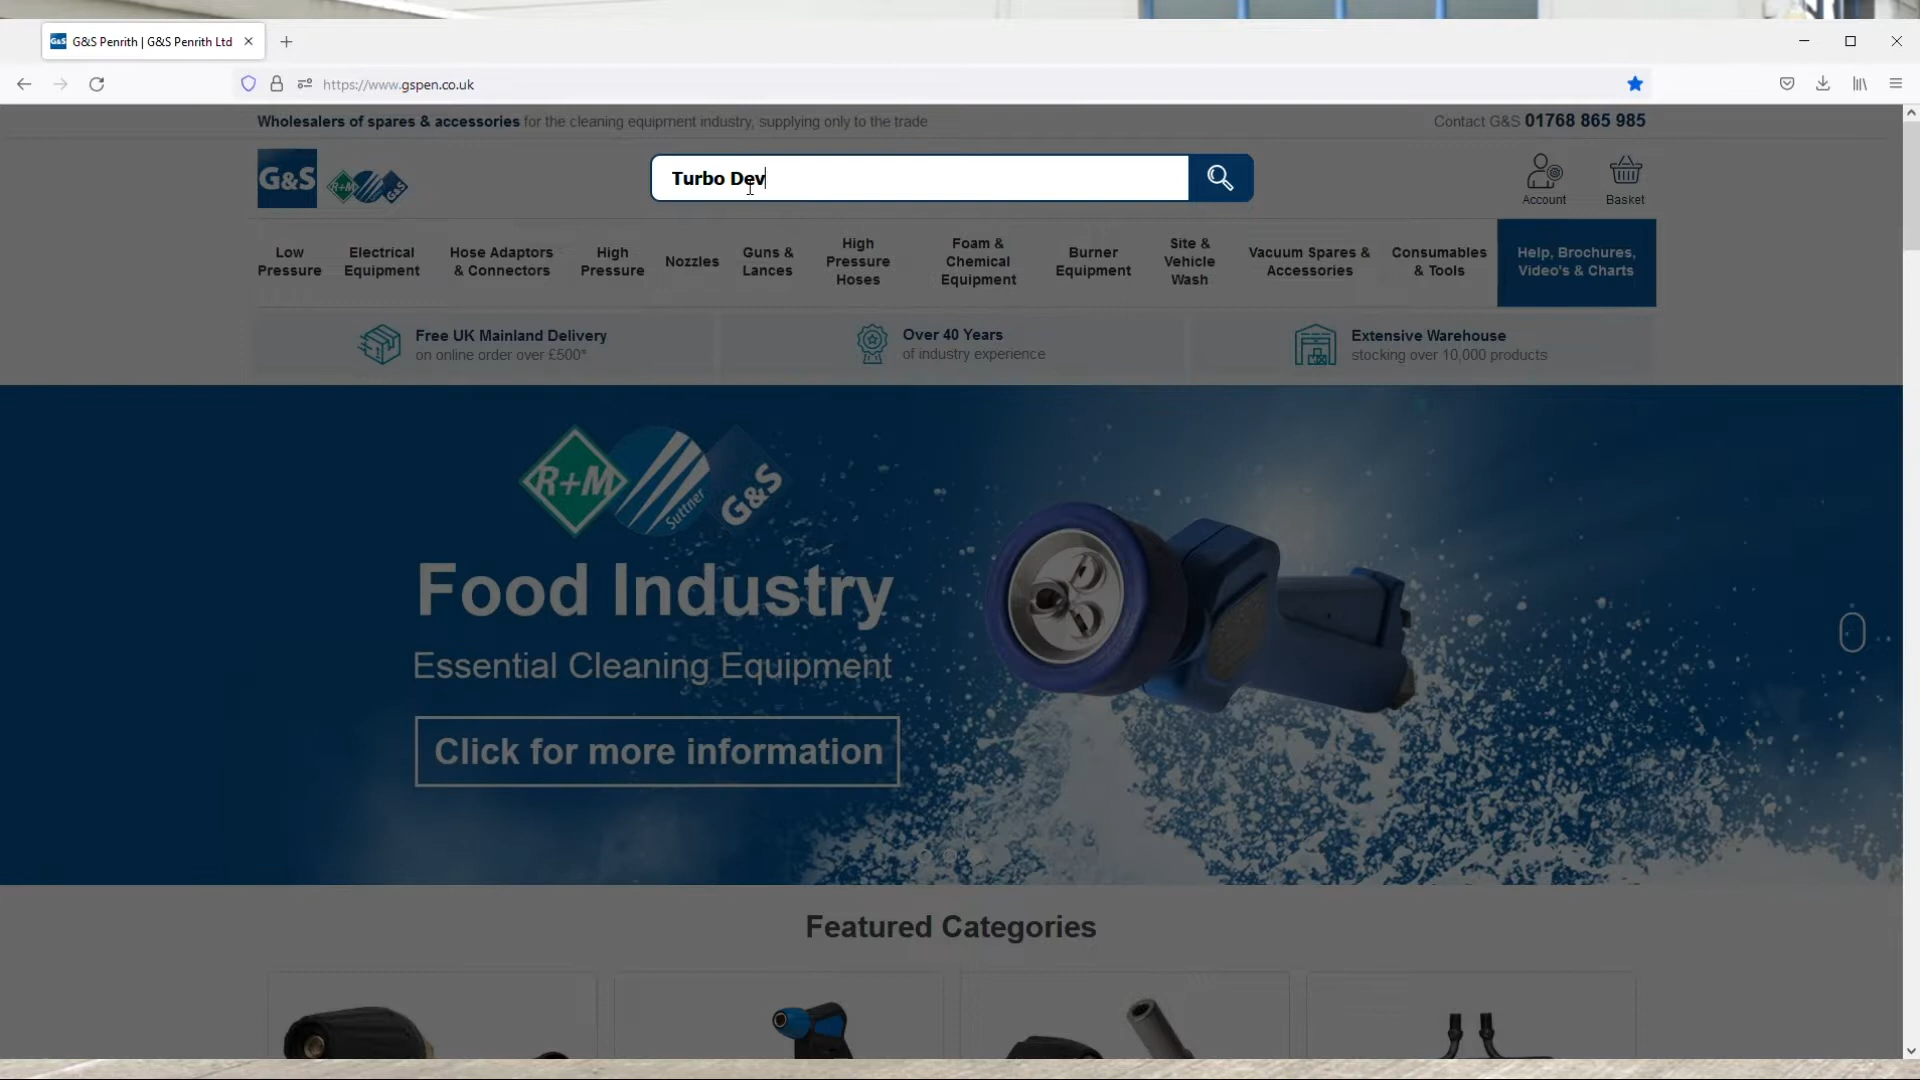 G&S Penrith | G&S Penrith Ltd
https://www.gspen.co.uk
Wholesalers of spares & accessories for the cleaning equipment industry, supplying only to the trade
Contact G&S 01768 865 985
G&S
R+M
G&S
Turbo Dev
Account
Basket
Low Pressure
Electrical Equipment
Hose Adaptors & Connectors
High Pressure
Nozzles
Guns & Lances
High Pressure Hoses
Foam & Chemical Equipment
Burner Equipment
Site & Vehicle Wash
Vacuum Spares & Accessories
Consumables & Tools
Help, Brochures, Video's & Charts
Free UK Mainland Delivery
on online order over £500*
Over 40 Years
of industry experience
Extensive Warehouse
stocking over 10,000 products
R+M
Suttner
G&S
Food Industry
Essential Cleaning Equipment
Click for more information
Featured Categories